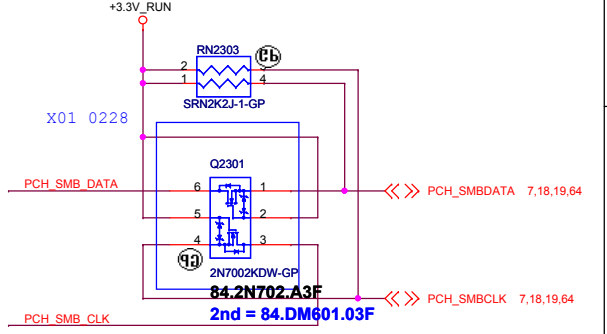 +3.3V_RUN
RN2303
2
1
4
SRN2K2J-1-GP
X01 0228
Q2301
PCH_SMB_DATA
6
1
PCH_SMBDATA 7,18,19,64
5
2
4
3
2N7002KDW-GP
84.2N702.A3F
PCH_SMBCLK 7,18,19,64
2nd = 84.DM601.03F
PCH_SMB_CLK